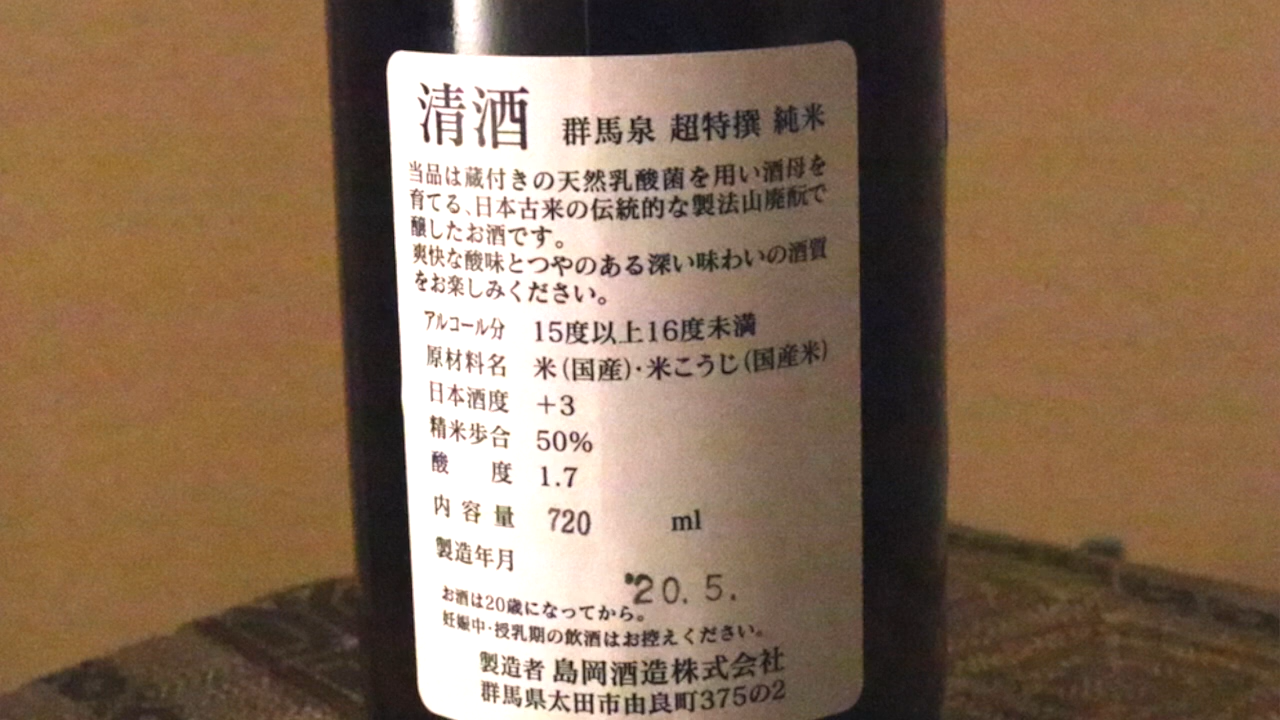 清酒 群馬泉 超特撰 純米
当品は蔵付きの天然乳酸菌を用い酒母を
育てる、日本古来の伝統的な製法山廃酛で
醸したお酒です。
爽快な酸味とつやのある深い味わいの酒質
をお楽しみください。
アルコール分 15度以上16度未満
原材料名 米(国産)・米こうじ(国産米)
日本酒度 +3
精米歩合 50%
酸 度 1.7
内容量 720 ml
製造年月
'20.5.
お酒は20歳になってから。
妊娠中・授乳期の飲酒はお控えください。
製造者 島岡酒造株式会社
群馬県太田市由良町375の2